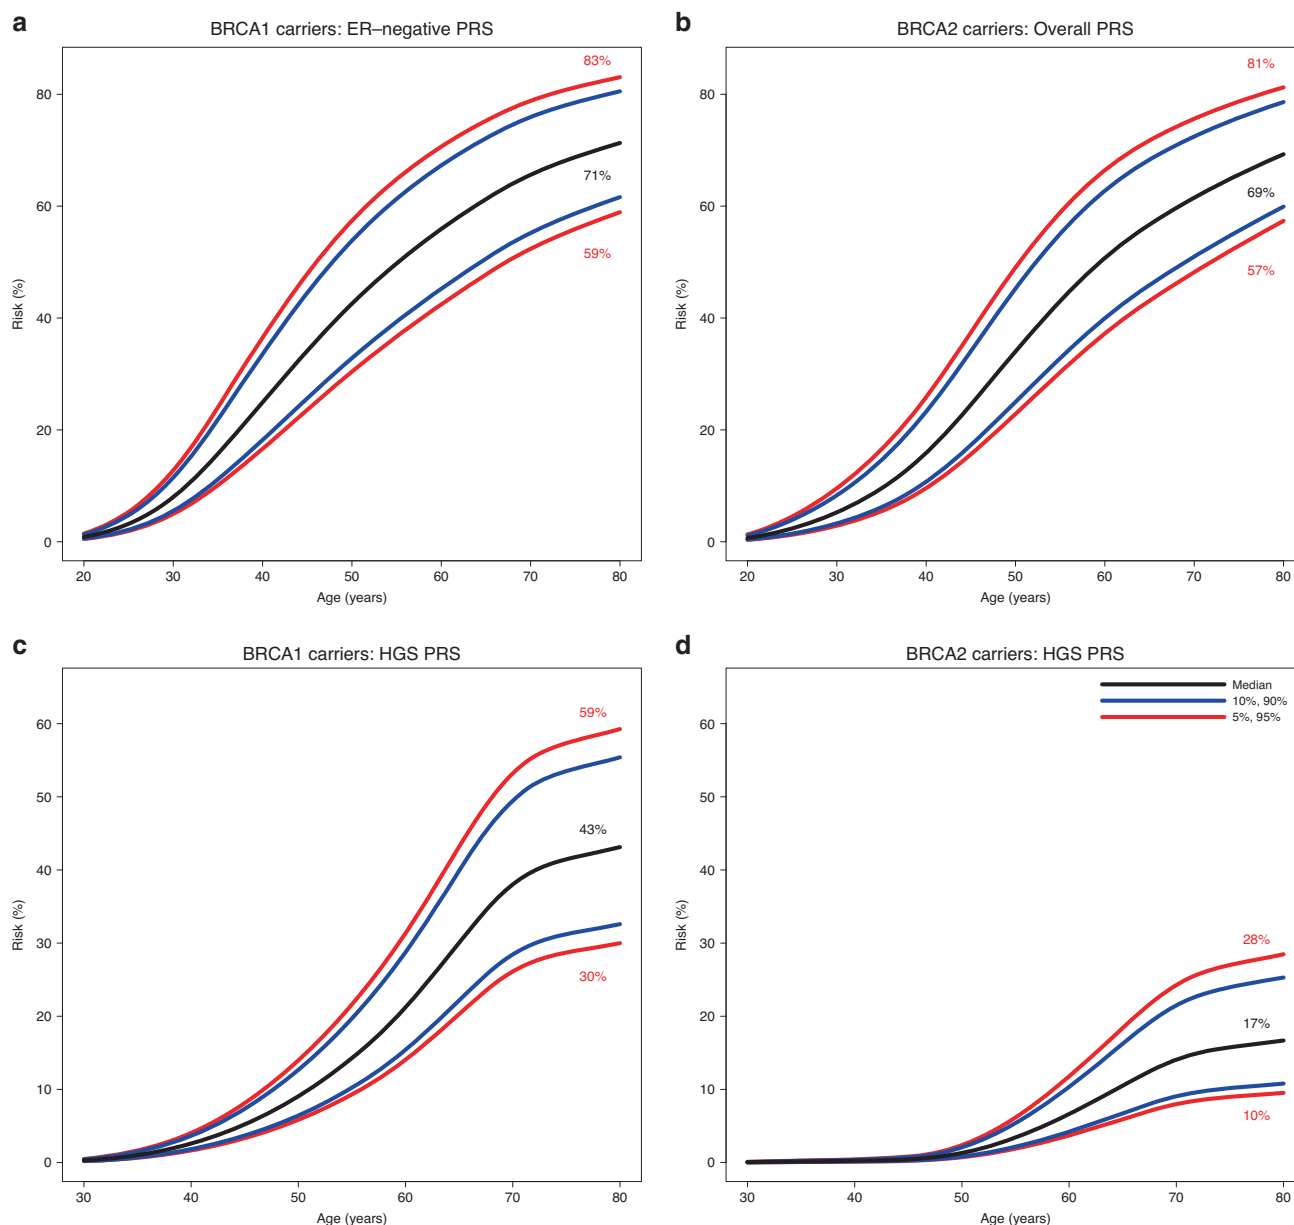 a
BRCA1 carriers: ER–negative PRS
83%
71%
59%
Risk (%)
80
60
40
20
0
20 30 40 50 60 70 80
Age (years)
b
BRCA2 carriers: Overall PRS
81%
69%
57%
Risk (%)
80
60
40
20
0
20 30 40 50 60 70 80
Age (years)
c
BRCA1 carriers: HGS PRS
59%
43%
30%
Risk (%)
60
50
40
30
20
10
0
30 40 50 60 70 80
Age (years)
d
BRCA2 carriers: HGS PRS
Median
10%, 90%
5%, 95%
28%
17%
10%
Risk (%)
60
50
40
30
20
10
0
30 40 50 60 70 80
Age (years)